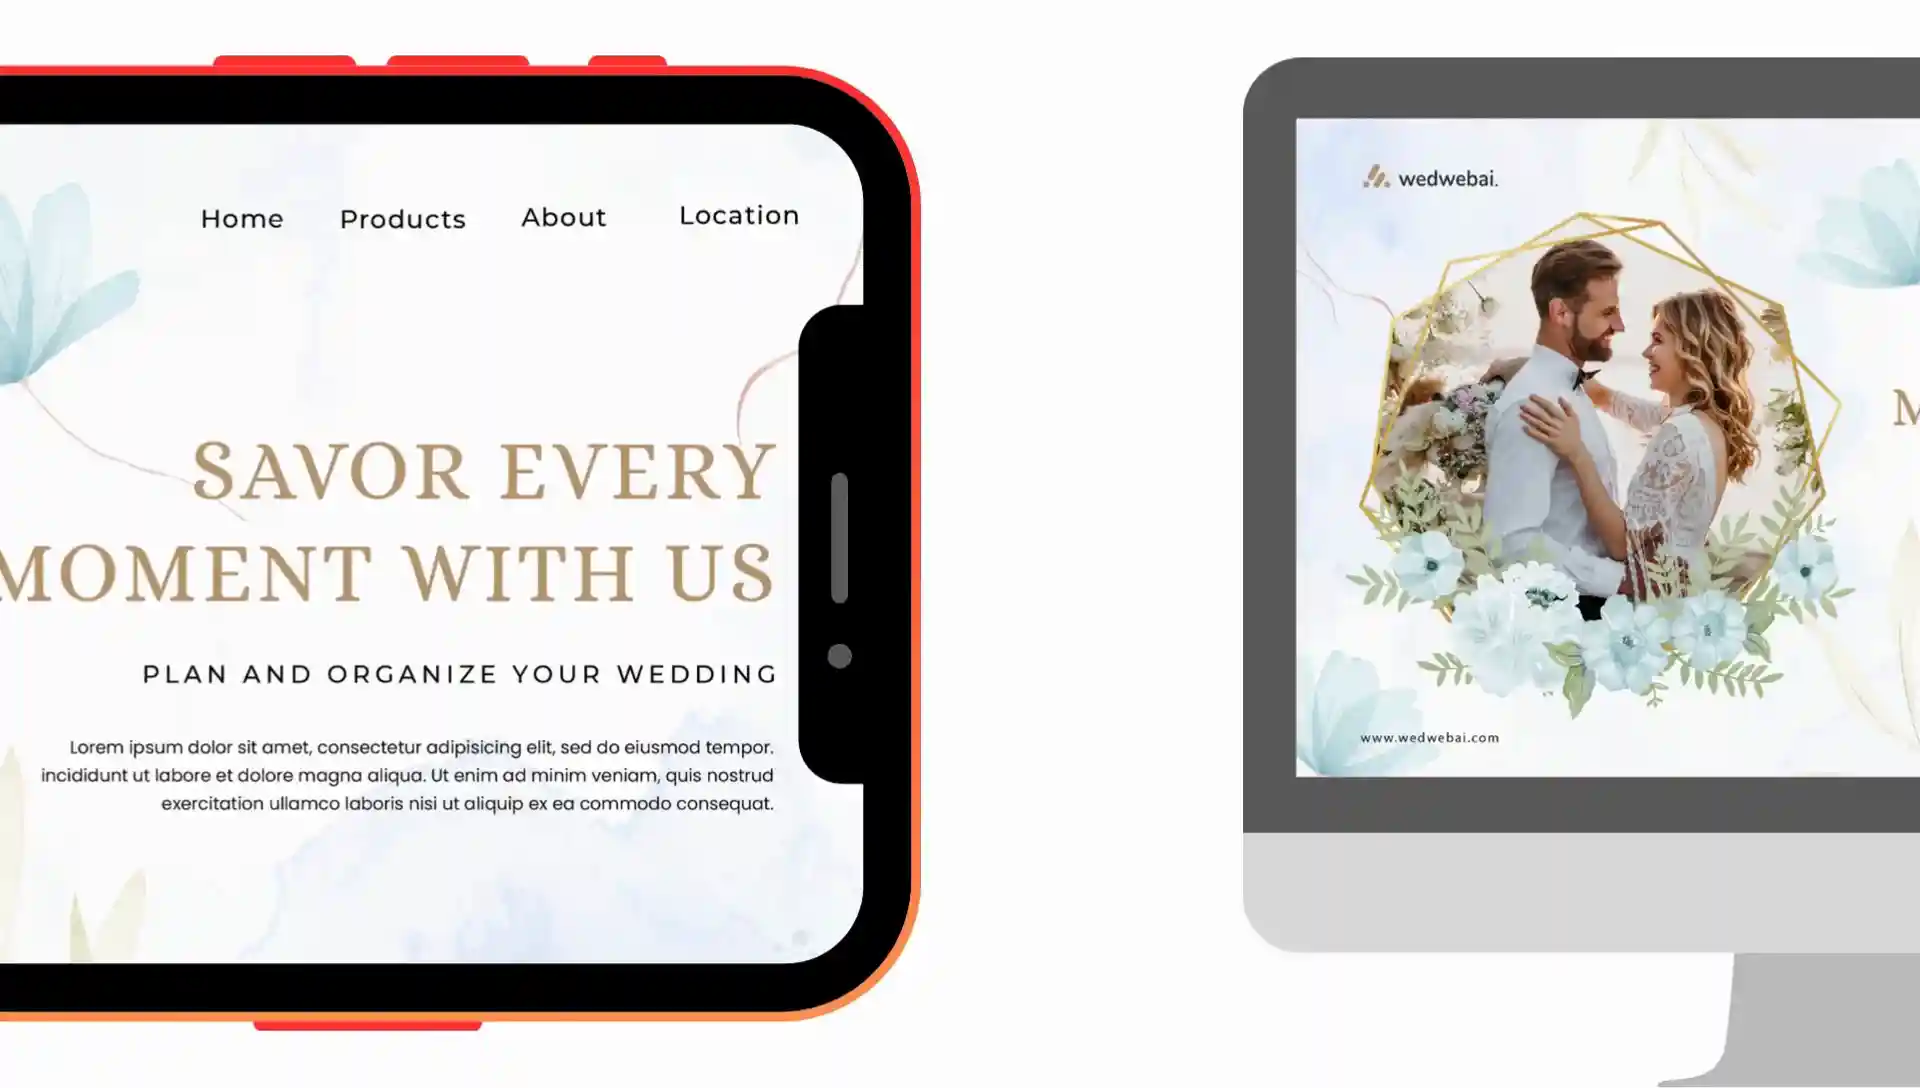 Home Products About Location
SAVOR EVERY
MOMENT WITH US
PLAN AND ORGANIZE YOUR WEDDING
Lorem ipsum dolor sit amet, consectetur adipisicing elit, sed do eiusmod tempor.
incididunt ut labore et dolore magna aliqua. Ut enim ad minim veniam, quis nostrud
exercitation ullamco laboris nisi ut aliquip ex ea commodo consequat.
wedwebai.
M
www.wedwebai.com